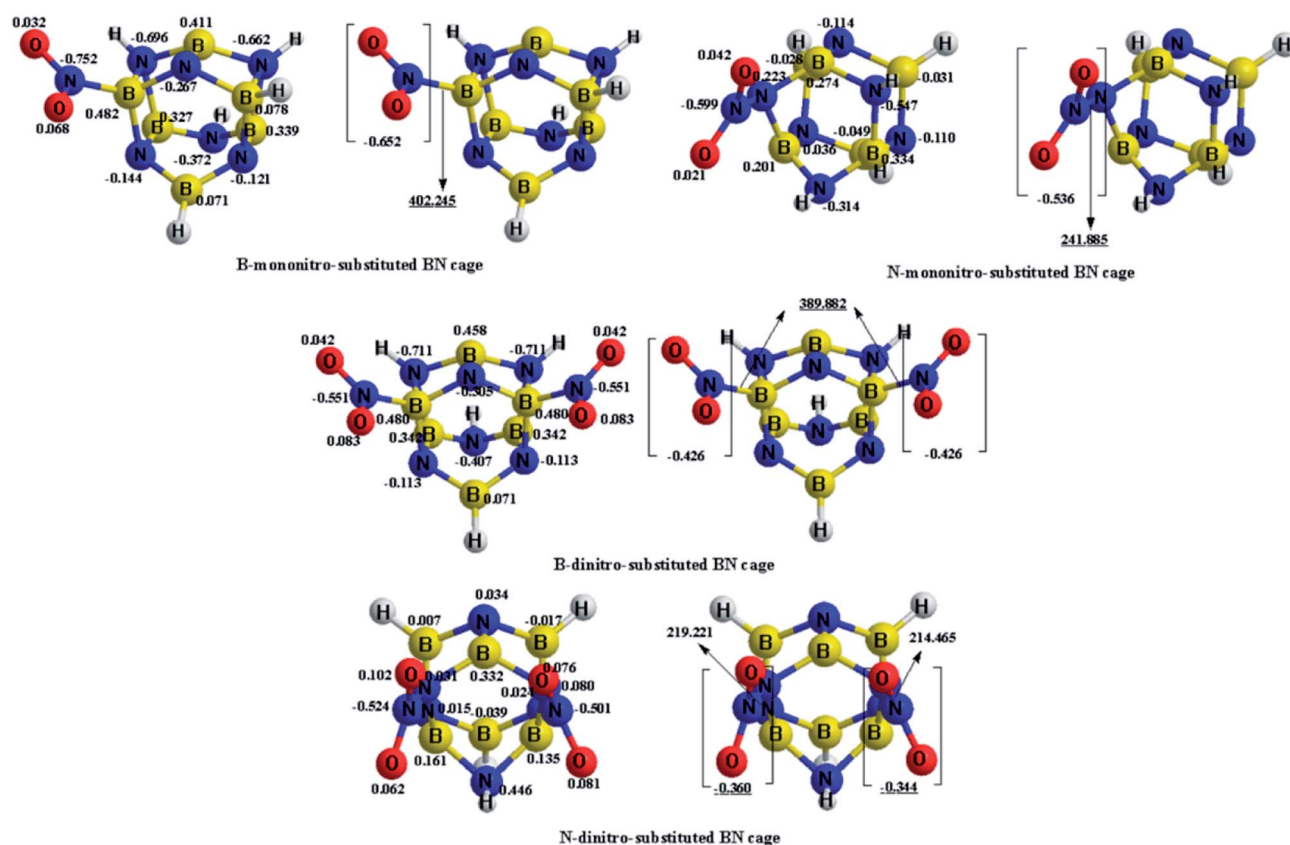 0.032 H -0.696 0.411 B -0.662 H
O -0.752 N N
N B N -0.267 B H
O 0.482 0.327 H 0.078
0.068 B N B 0.339
N -0.372 N
-0.144 -0..121
B 0.071
H
O H B H
N N N
O B N B H
H
-0.652 B N B
N N
402.245 B
H
B-mononitro-substituted BN cage
-0.114
H N H
0.042 -0.028 B -0.031
O 0.223 0.274 N H
-0.599 N N -0.547
N -0.049 N -0.110
O B 0.036 B 0.334
0.021 0.201 N H
H -0.314
H N H
O B H
N N N
N N
O B B
-0.536 N H
H
241.885
N-mononitro-substituted BN cage
0.042 0.458 0.042
O H -0.711 B -0.711 H O
N N N
-0.551 N -0.305 N -0.551
O B H B O
0.083 0.480 0.480 0.083
0.342 B N B 0.342
N -0.407 N
-0.113 -0.113
B 0.071
H
389.882
O H B H O
N N N N
O B N B O
H
B N B
-0.426 N N -0.426
B
H
B-dinitro-substituted BN cage
0.034
H 0.007 N -0.017 H
B B B
0.102 O 0.031 0.332 O 0.076
0.024 0.080
-0.524 N N 0.015 -0.039 N -0.501
B B B
O 0.161 0.135 O
0.062 N 0.446 0.081
H
H N H
219.221 B B B 214.465
O O
N N N
B B B
O O
-0.360 N -0.344
H
N-dinitro-substituted BN cage